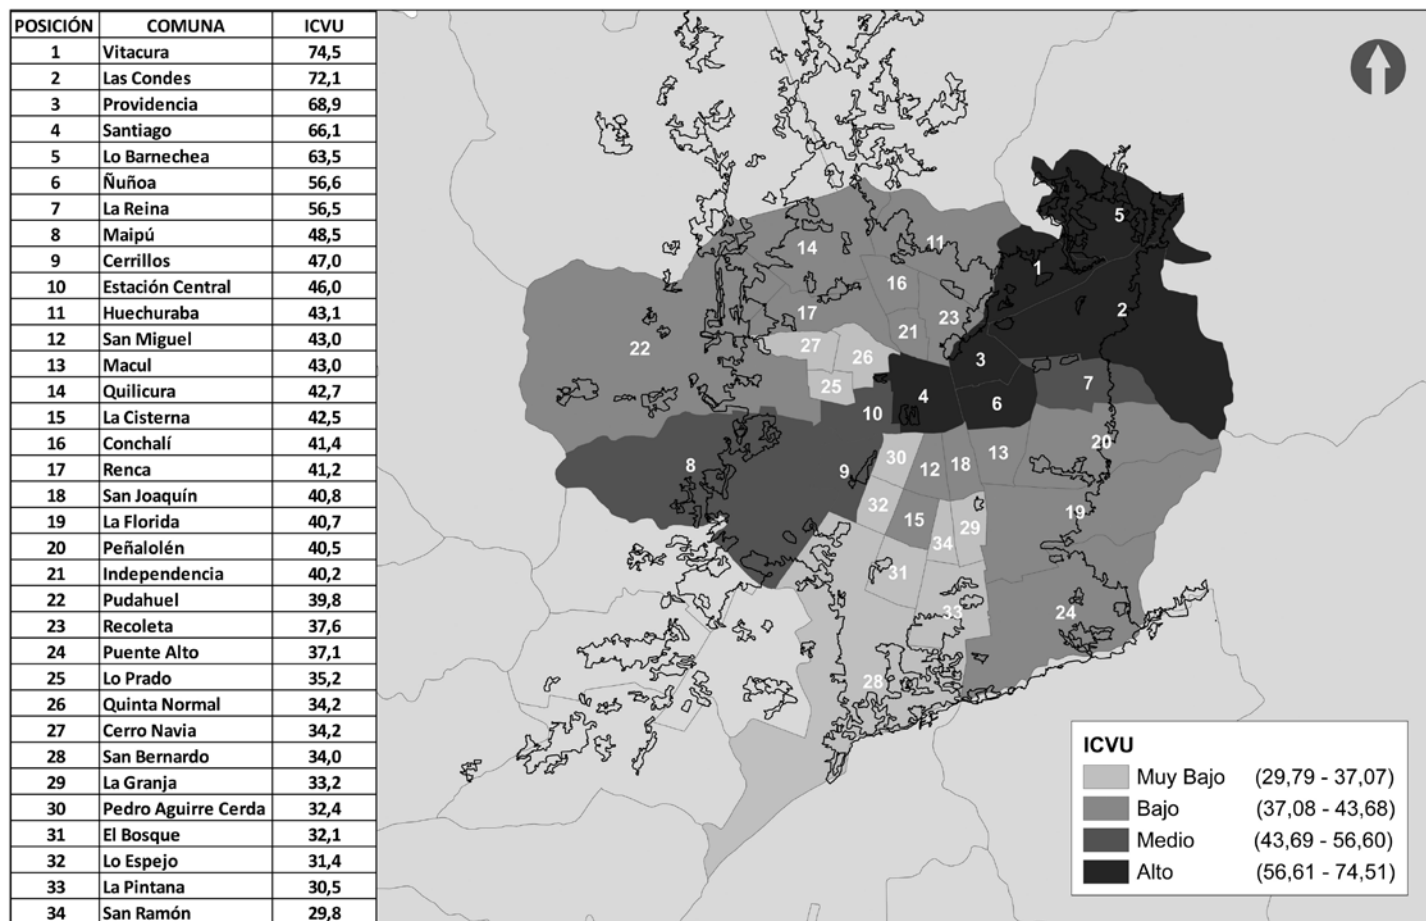 POSICIÓN COMUNA ICVU
1 Vitacura 74,5
2 Las Condes 72,1
3 Providencia 68,9
4 Santiago 66,1
5 Lo Barnechea 63,5
6 Ñuñoa 56,6
7 La Reina 56,5
8 Maipú 48,5
9 Cerrillos 47,0
10 Estación Central 46,0
11 Huechuraba 43,1
12 San Miguel 43,0
13 Macul 43,0
14 Quilicura 42,7
15 La Cisterna 42,5
16 Conchalí 41,4
17 Renca 41,2
18 San Joaquín 40,8
19 La Florida 40,7
20 Peñalolén 40,5
21 Independencia 40,2
22 Pudahuel 39,8
23 Recoleta 37,6
24 Puente Alto 37,1
25 Lo Prado 35,2
26 Quinta Normal 34,2
27 Cerro Navia 34,2
28 San Bernardo 34,0
29 La Granja 33,2
30 Pedro Aguirre Cerda 32,4
31 El Bosque 32,1
32 Lo Espejo 31,4
33 La Pintana 30,5
34 San Ramón 29,8
5
14
11
1
16
2
17
23
21
22
27
26
3
25
7
4
6
10
20
8
9
30
12
18
13
32
15
19
29
34
31
33
24
28
ICVU
Muy Bajo (29,79 - 37,07)
Bajo (37,08 - 43,68)
Medio (43,69 - 56,60)
Alto (56,61 - 74,51)